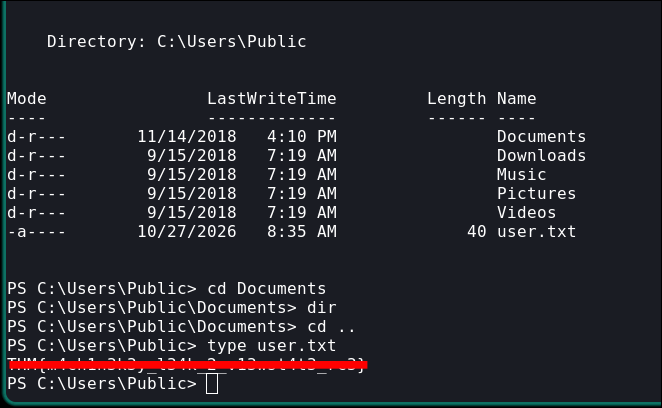 Directory: C:\Users\Public
Mode LastWriteTime Length Name
---- ------------- ------ ----
d-r--- 11/14/2018 4:10 PM Documents
d-r--- 9/15/2018 7:19 AM Downloads
d-r--- 9/15/2018 7:19 AM Music
d-r--- 9/15/2018 7:19 AM Pictures
d-r--- 9/15/2018 7:19 AM Videos
-a---- 10/27/2026 8:35 AM 40 user.txt
PS C:\Users\Public> cd Documents
PS C:\Users\Public\Documents> dir
PS C:\Users\Public\Documents> cd ..
PS C:\Users\Public> type user.txt
PS C:\Users\Public>